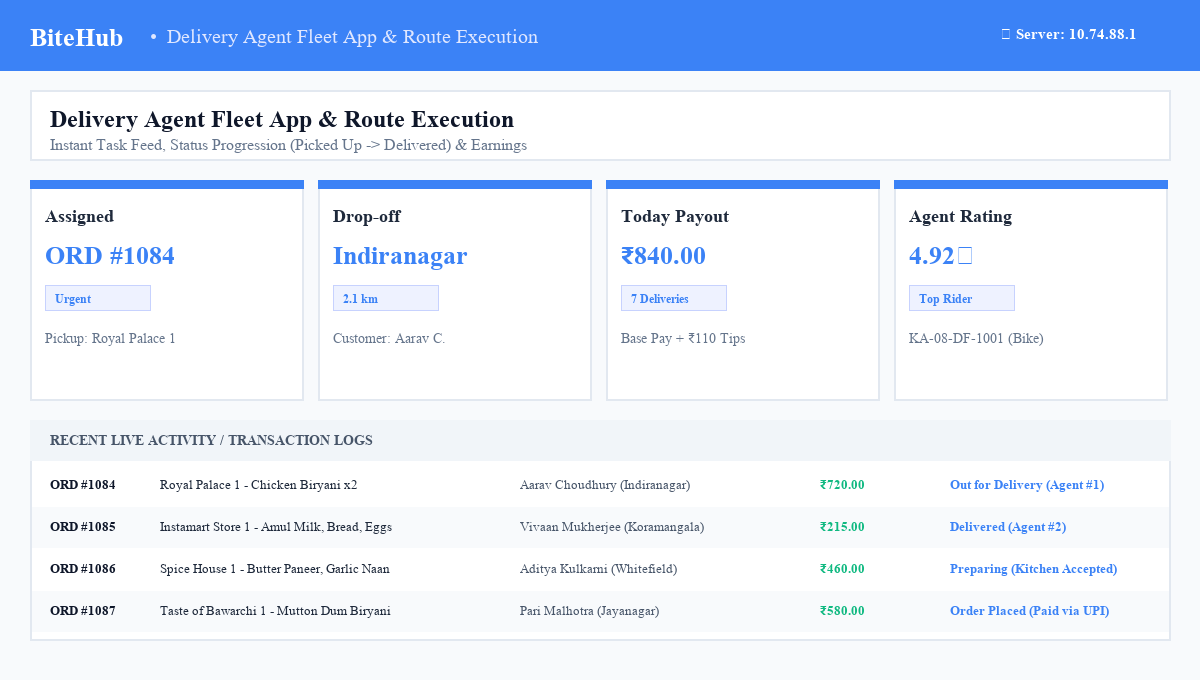 BiteHub • Delivery Agent Fleet App & Route Execution
Server: 10.74.88.1
Delivery Agent Fleet App & Route Execution
Instant Task Feed, Status Progression (Picked Up -> Delivered) & Earnings
Assigned
ORD #1084
Urgent
Pickup: Royal Palace 1
Drop-off
Indiranagar
2.1 km
Customer: Aarav C.
Today Payout
₹840.00
7 Deliveries
Base Pay + ₹110 Tips
Agent Rating
4.92
Top Rider
KA-08-DF-1001 (Bike)
RECENT LIVE ACTIVITY / TRANSACTION LOGS
ORD #1084 Royal Palace 1 - Chicken Biryani x2 Aarav Choudhury (Indiranagar) ₹720.00 Out for Delivery (Agent #1)
ORD #1085 Instamart Store 1 - Amul Milk, Bread, Eggs Vivaan Mukherjee (Koramangala) ₹215.00 Delivered (Agent #2)
ORD #1086 Spice House 1 - Butter Paneer, Garlic Naan Aditya Kulkarni (Whitefield) ₹460.00 Preparing (Kitchen Accepted)
ORD #1087 Taste of Bawarchi 1 - Mutton Dum Biryani Pari Malhotra (Jayanagar) ₹580.00 Order Placed (Paid via UPI)